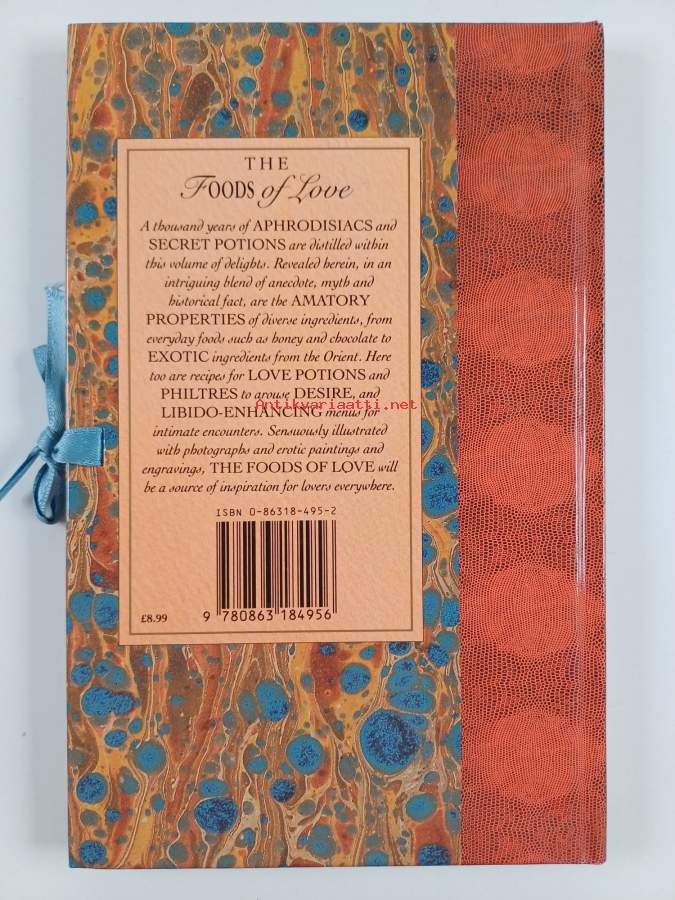 THE
FOODS of Love
A thousand years of APHRODISIACS and
SECRET POTIONS are distilled within
this volume of delights. Revealed herein, in an
intriguing blend of anecdote, myth and
historical fact, are the AMATORY
PROPERTIES of diverse ingredients, from
everyday foods such as honey and chocolate to
EXOTIC ingredients from the Orient. Here
too are recipes for LOVE POTIONS and
PHILTRES to arouse DESIRE, and
Antikvariaatti.net
LIBIDO-ENHANCING menus for
intimate encounters. Sensuously illustrated
with photographs and erotic paintings and
engravings, THE FOODS OF LOVE will
be a source of inspiration for lovers everywhere.
ISBN 0-86318-495-2
£8.99
9 780863 184956